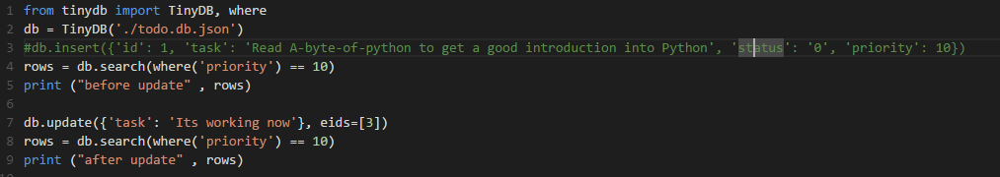 1 from tinydb import TinyDB, where
2 db = TinyDB('./todo.db.json')
3 #db.insert({'id': 1, 'task': 'Read A-byte-of-python to get a good introduction into Python', 'status': '0', 'priority': 10})
4 rows = db.search(where('priority') == 10)
5 print ("before update" , rows)
6
7 db.update({'task': 'Its working now'}, eids=[3])
8 rows = db.search(where('priority') == 10)
9 print ("after update" , rows)